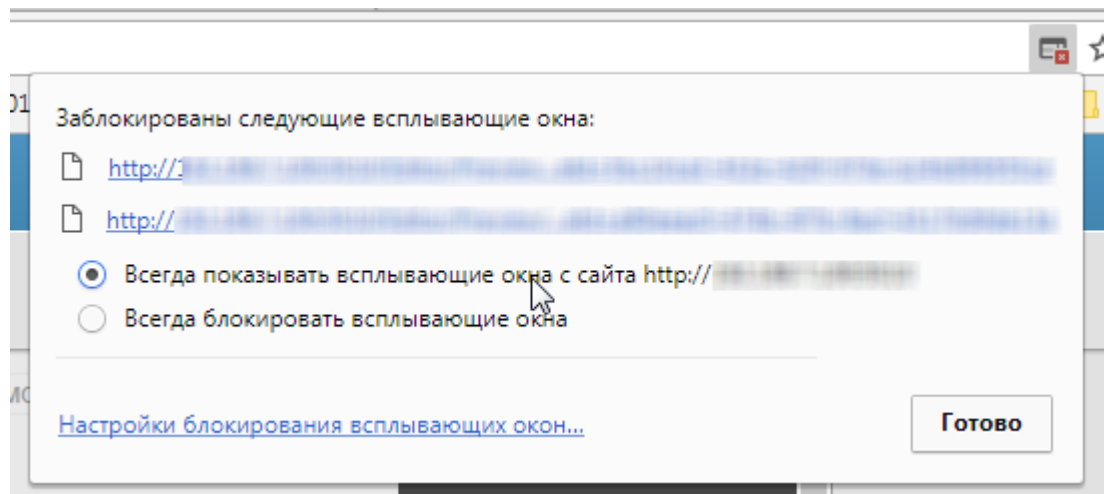 01
Заблокированы следующие всплывающие окна:
http://
http://
Всегда показывать всплывающие окна с сайта http://
Всегда блокировать всплывающие окна
Настройки блокирования всплывающих окон...
Готово